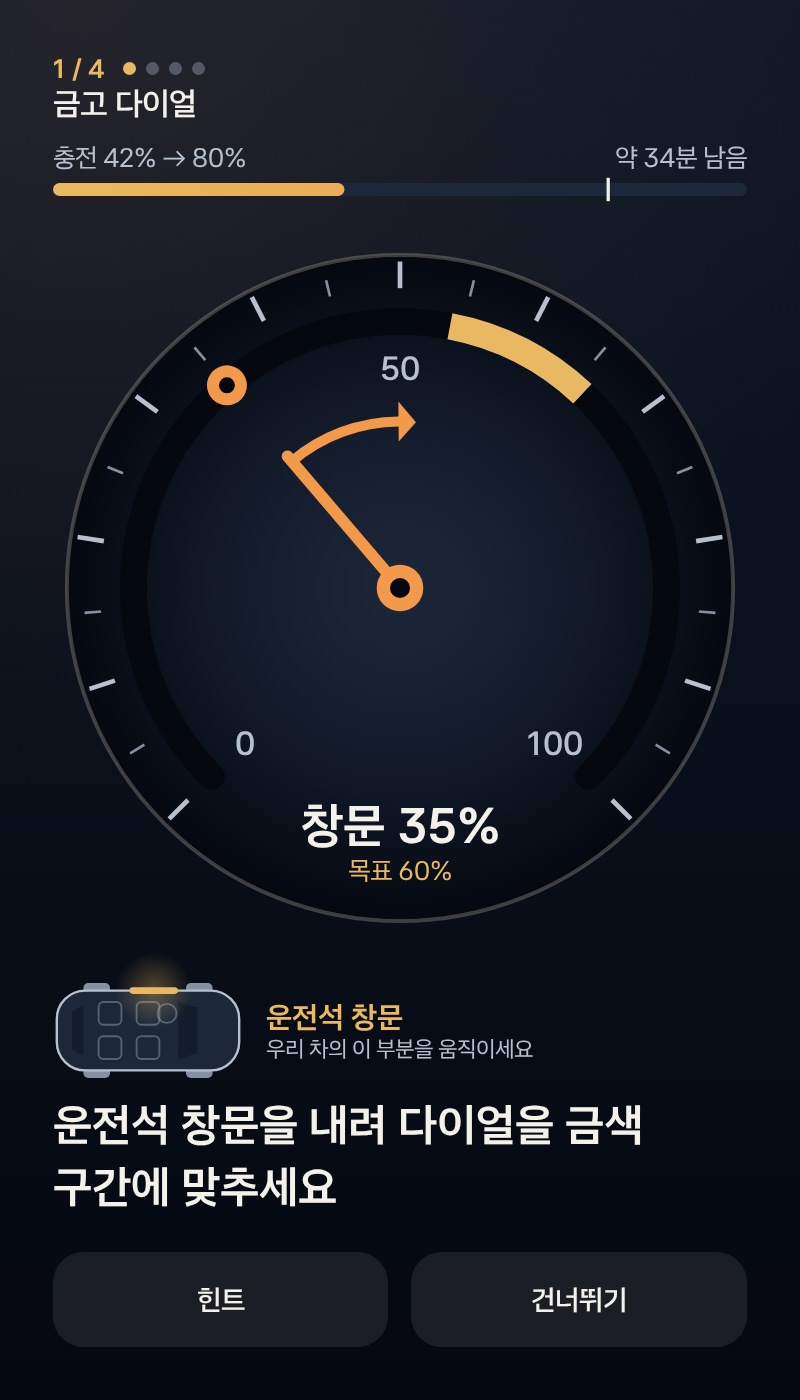 1 / 4
금고 다이얼
충전 42% → 80%
약 34분 남음
50
0
100
창문 35%
목표 60%
운전석 창문
우리 차의 이 부분을 움직이세요
운전석 창문을 내려 다이얼을 금색
구간에 맞추세요
힌트
건너뛰기